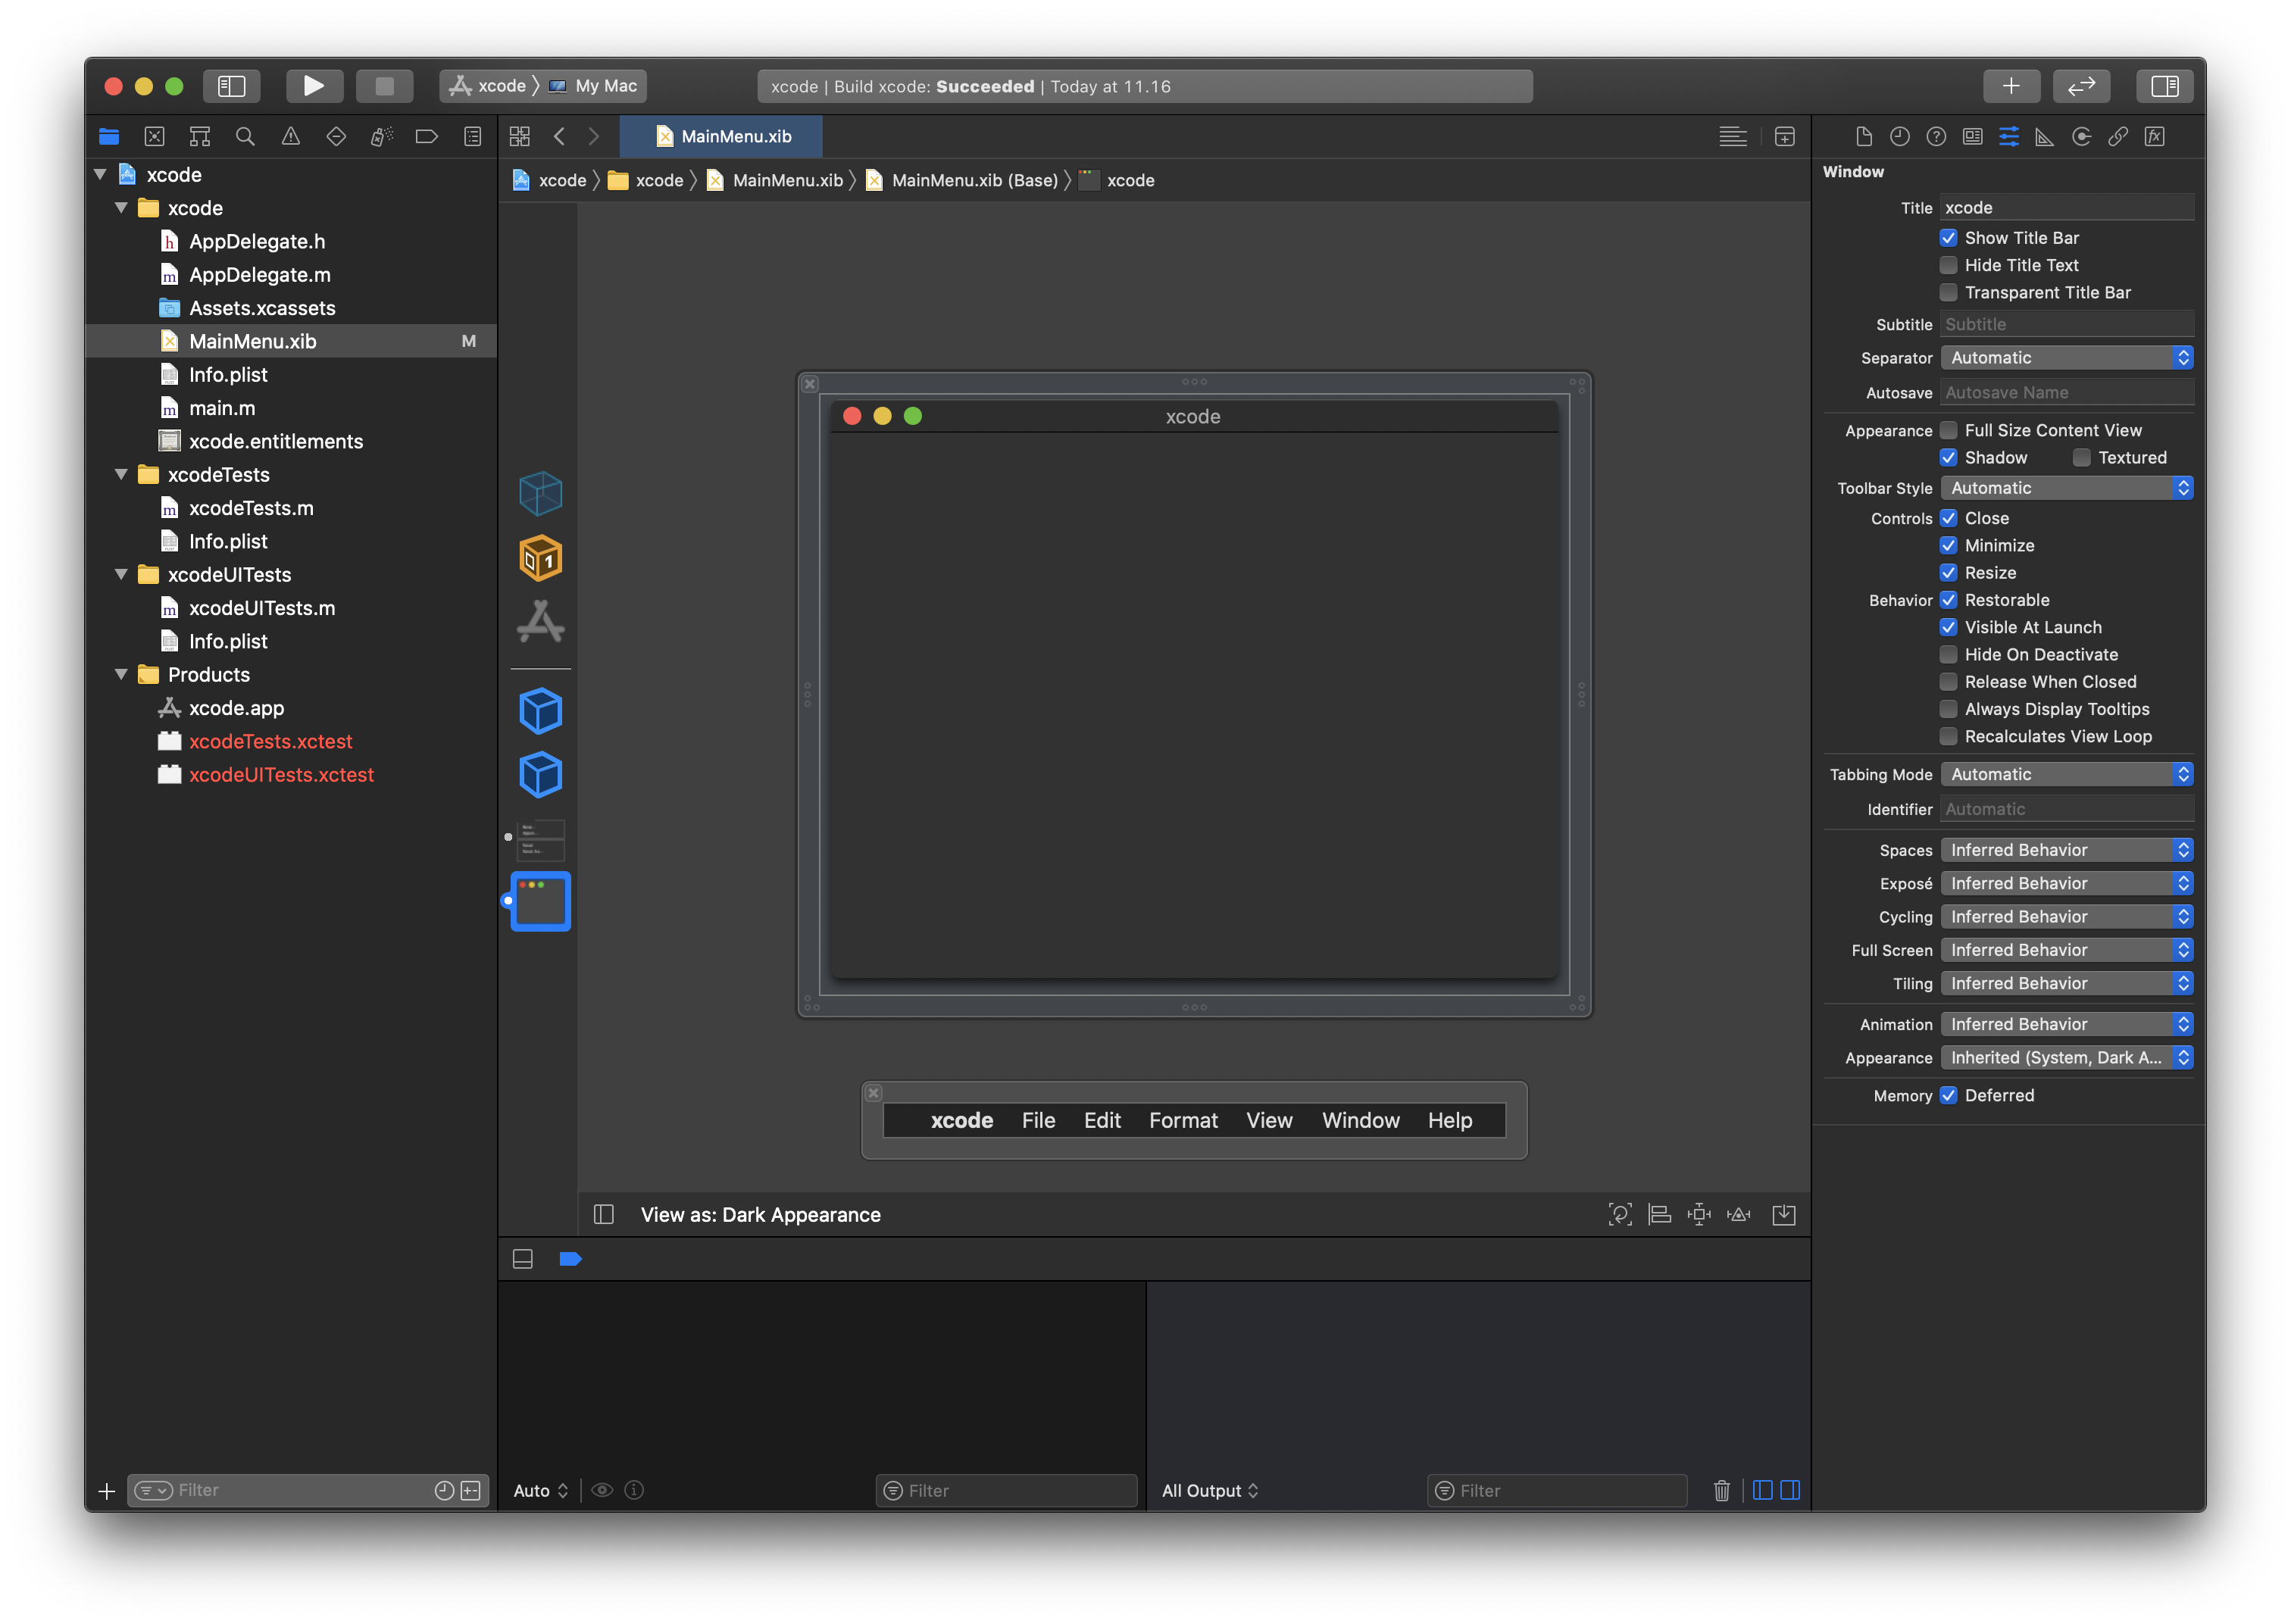 xcode My Mac
xcode | Build xcode: Succeeded | Today at 11.16
MainMenu.xib
xcode
xcode
AppDelegate.h
AppDelegate.m
Assets.xcassets
MainMenu.xib M
Info.plist
main.m
xcode.entitlements
xcodeTests
xcodeTests.m
Info.plist
xcodeUITests
xcodeUITests.m
Info.plist
Products
xcode.app
xcodeTests.xctest
xcodeUITests.xctest
Filter
xcode xcode MainMenu.xib MainMenu.xib (Base) xcode
xcode
xcode File Edit Format View Window Help
View as: Dark Appearance
Auto
Filter
All Output
Filter
Window
Title xcode
Show Title Bar
Hide Title Text
Transparent Title Bar
Subtitle Subtitle
Separator Automatic
Autosave Autosave Name
Appearance Full Size Content View
Shadow Textured
Toolbar Style Automatic
Controls Close
Minimize
Resize
Behavior Restorable
Visible At Launch
Hide On Deactivate
Release When Closed
Always Display Tooltips
Recalculates View Loop
Tabbing Mode Automatic
Identifier Automatic
Spaces Inferred Behavior
Exposé Inferred Behavior
Cycling Inferred Behavior
Full Screen Inferred Behavior
Tiling Inferred Behavior
Animation Inferred Behavior
Appearance Inherited (System, Dark A...
Memory Deferred